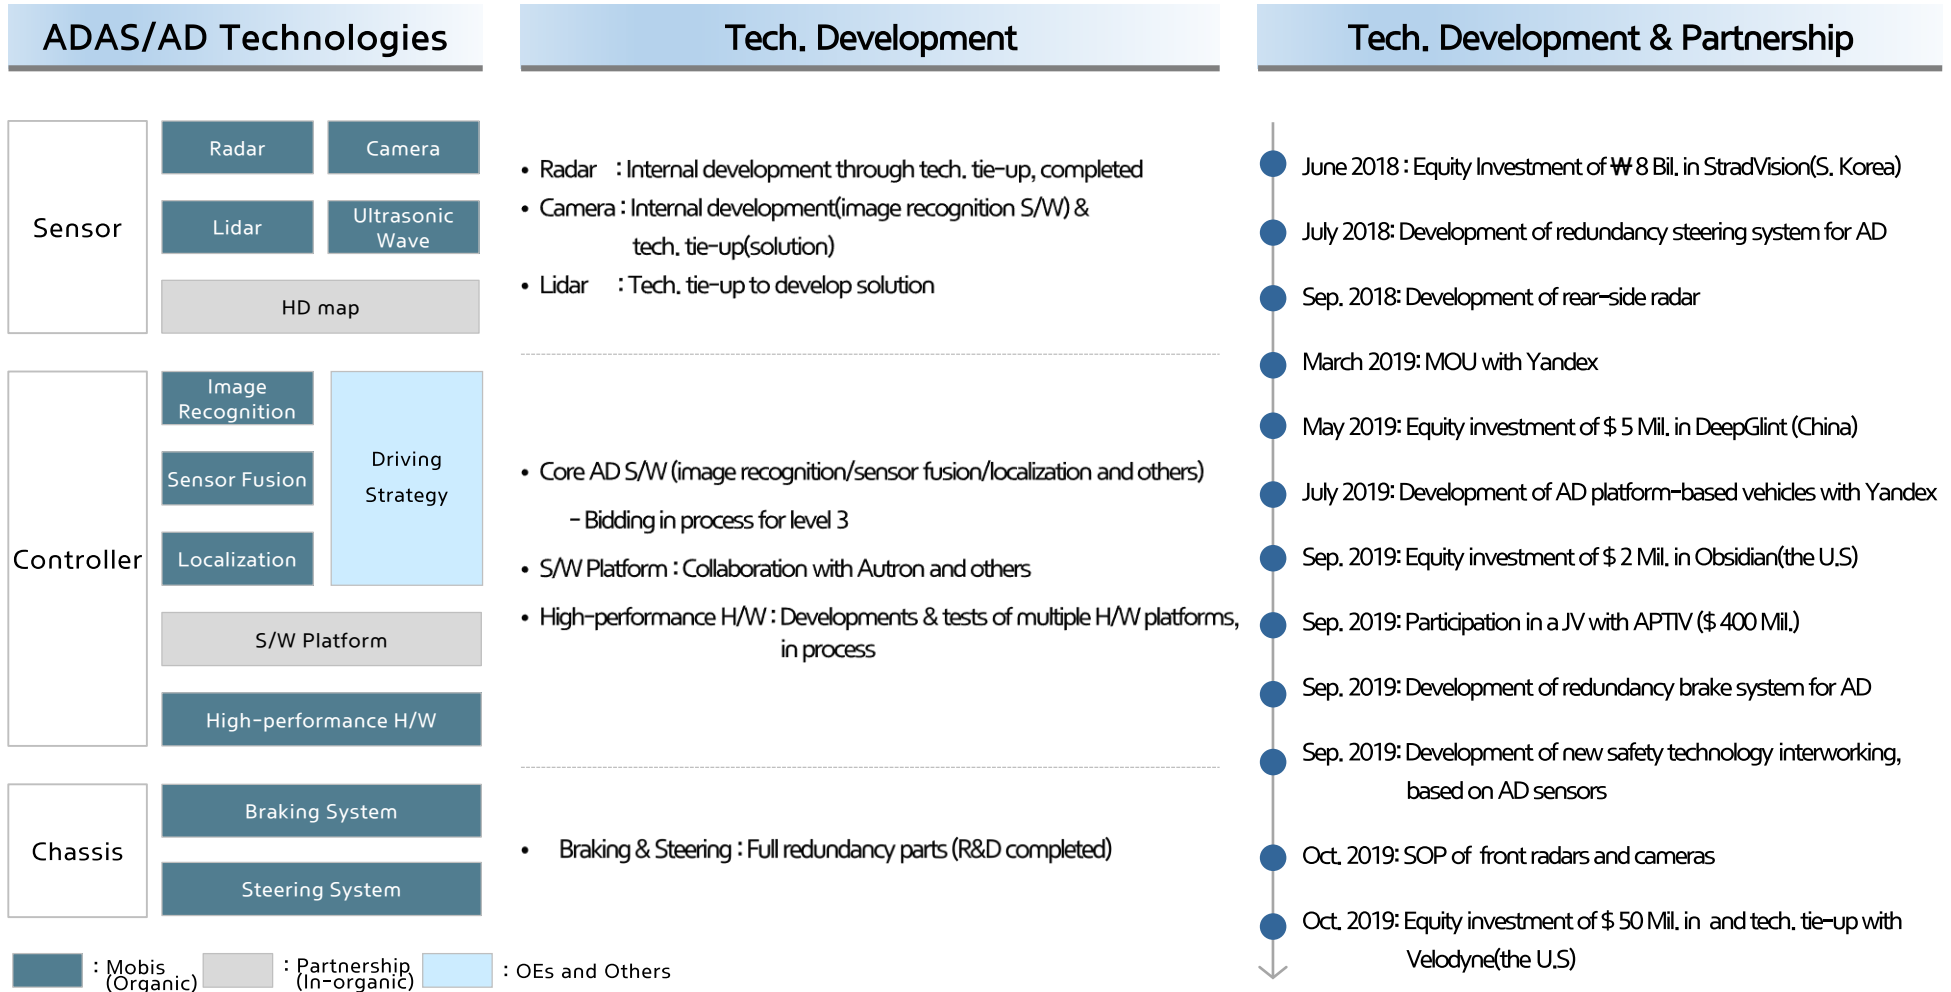 ADAS/AD Technologies
Sensor
Radar
Camera
Lidar
Ultrasonic
Wave
HD map
Controller
Image
Recognition
Driving
Strategy
Sensor Fusion
Localization
S/W Platform
High-performance H/W
Chassis
Braking System
Steering System
: Mobis
(Organic)
: Partnership
(In-organic)
: OEs and Others
Tech. Development
• Radar : Internal development through tech. tie-up, completed
• Camera : Internal development(image recognition S/W) &
tech. tie-up(solution)
• Lidar : Tech. tie-up to develop solution
• Core AD S/W (image recognition/sensor fusion/localization and others)
- Bidding in process for level 3
• S/W Platform : Collaboration with Autron and others
• High-performance H/W : Developments & tests of multiple H/W platforms,
in process
• Braking & Steering : Full redundancy parts (R&D completed)
Tech. Development & Partnership
June 2018 : Equity Investment of ₩ 8 Bil. in StradVision(S. Korea)
July 2018: Development of redundancy steering system for AD
Sep. 2018: Development of rear-side radar
March 2019: MOU with Yandex
May 2019: Equity investment of $ 5 Mil. in DeepGlint (China)
July 2019: Development of AD platform-based vehicles with Yandex
Sep. 2019: Equity investment of $ 2 Mil. in Obsidian(the U.S)
Sep. 2019: Participation in a JV with APTIV ($ 400 Mil.)
Sep. 2019: Development of redundancy brake system for AD
Sep. 2019: Development of new safety technology interworking,
based on AD sensors
Oct. 2019: SOP of front radars and cameras
Oct. 2019: Equity investment of $ 50 Mil. in and tech. tie-up with
Velodyne(the U.S)